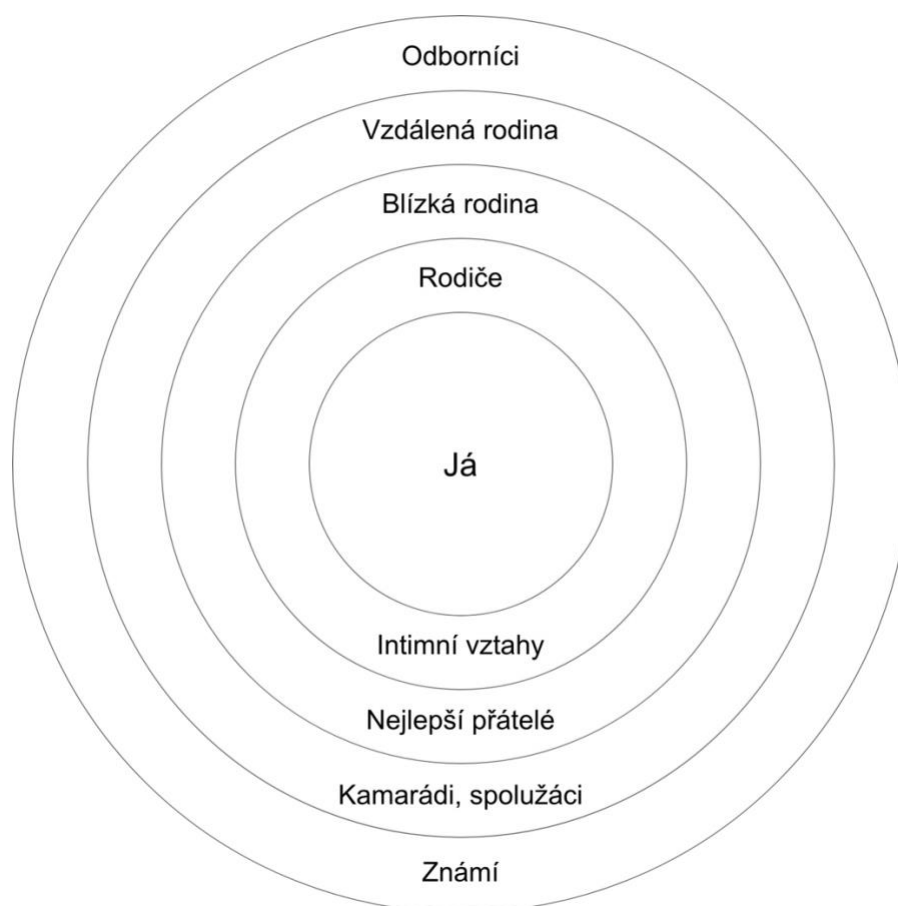 Odborníci
Vzdálená rodina
Blízká rodina
Rodiče
Já
Intimní vztahy
Nejlepší přátelé
Kamarádi, spolužáci
Známí